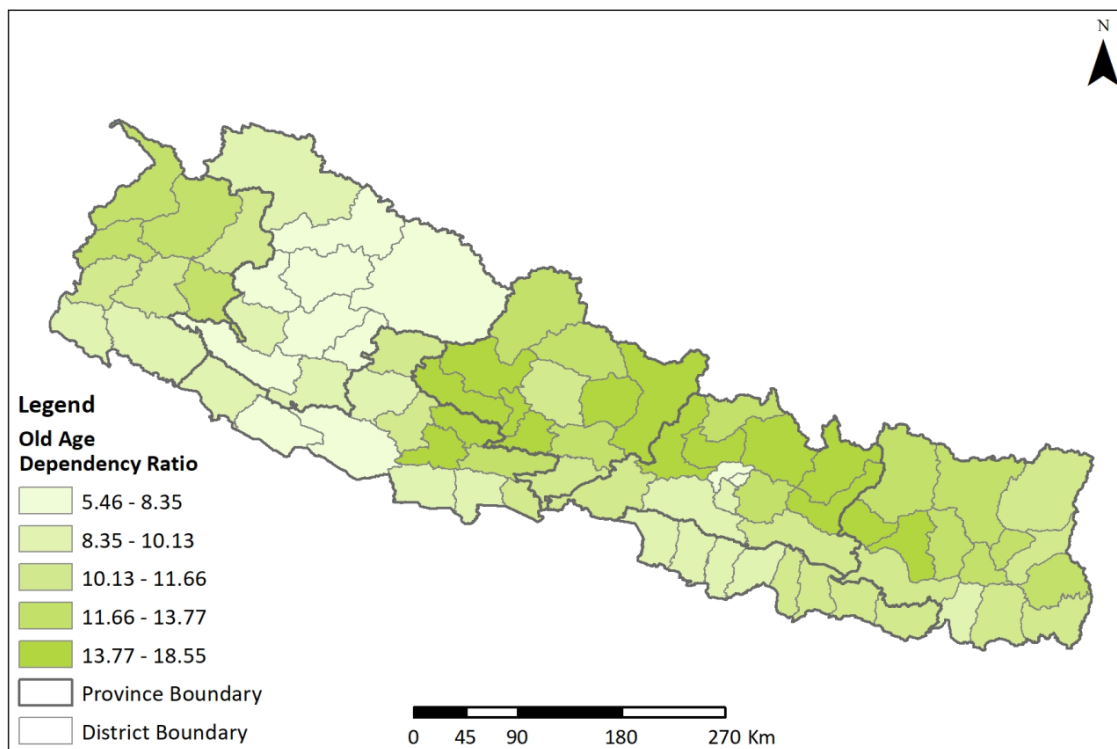 N
Legend
Old Age
Dependency Ratio
5.46 - 8.35
8.35 - 10.13
10.13 - 11.66
11.66 - 13.77
13.77 - 18.55
Province Boundary
District Boundary
0 45 90 180 270 Km